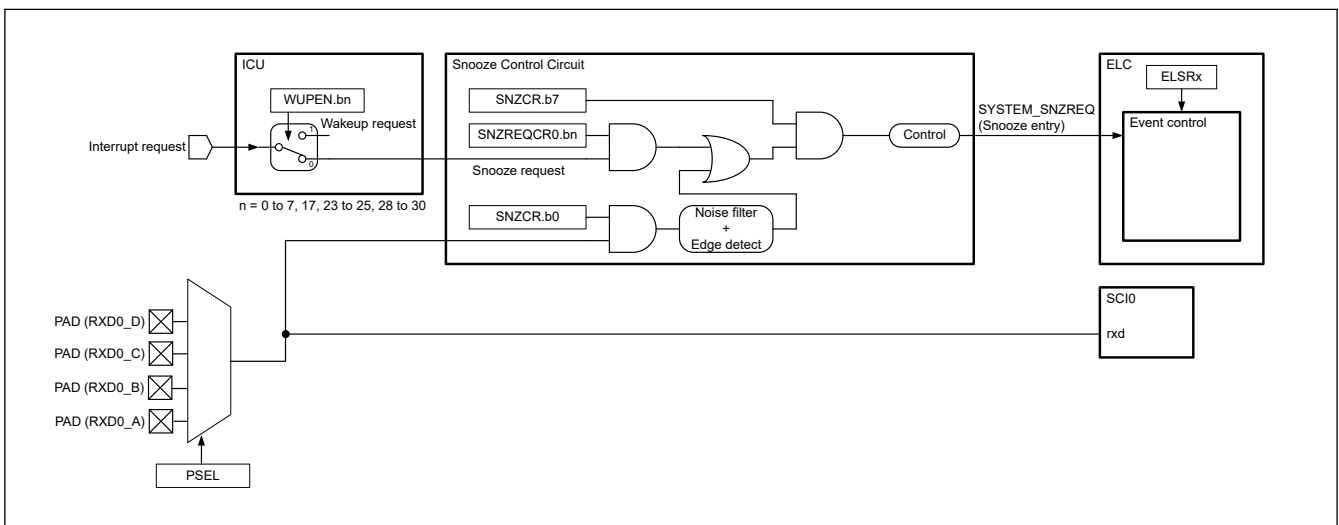 ICU
WUPEN.bn
1
Wakeup request
Interrupt request
0
n = 0 to 7, 17, 23 to 25, 28 to 30
Snooze Control Circuit
SNZCR.b7
SNZREQCR0.bn
Snooze request
SNZCR.b0
Noise filter
+
Edge detect
Control
SYSTEM_SNZREQ
(Snooze entry)
ELC
ELSRx
Event control
SCI0
rxd
PAD (RXD0_D)
PAD (RXD0_C)
PAD (RXD0_B)
PAD (RXD0_A)
PSEL